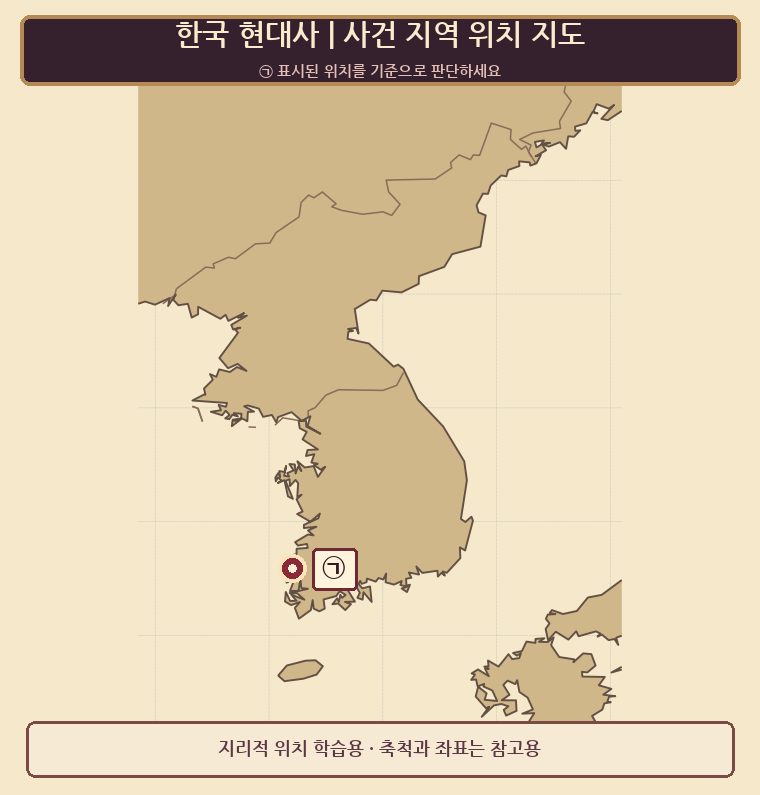 한국 현대사 | 사건 지역 위치 지도
㉠ 표시된 위치를 기준으로 판단하세요
㉠
지리적 위치 학습용 · 축척과 좌표는 참고용